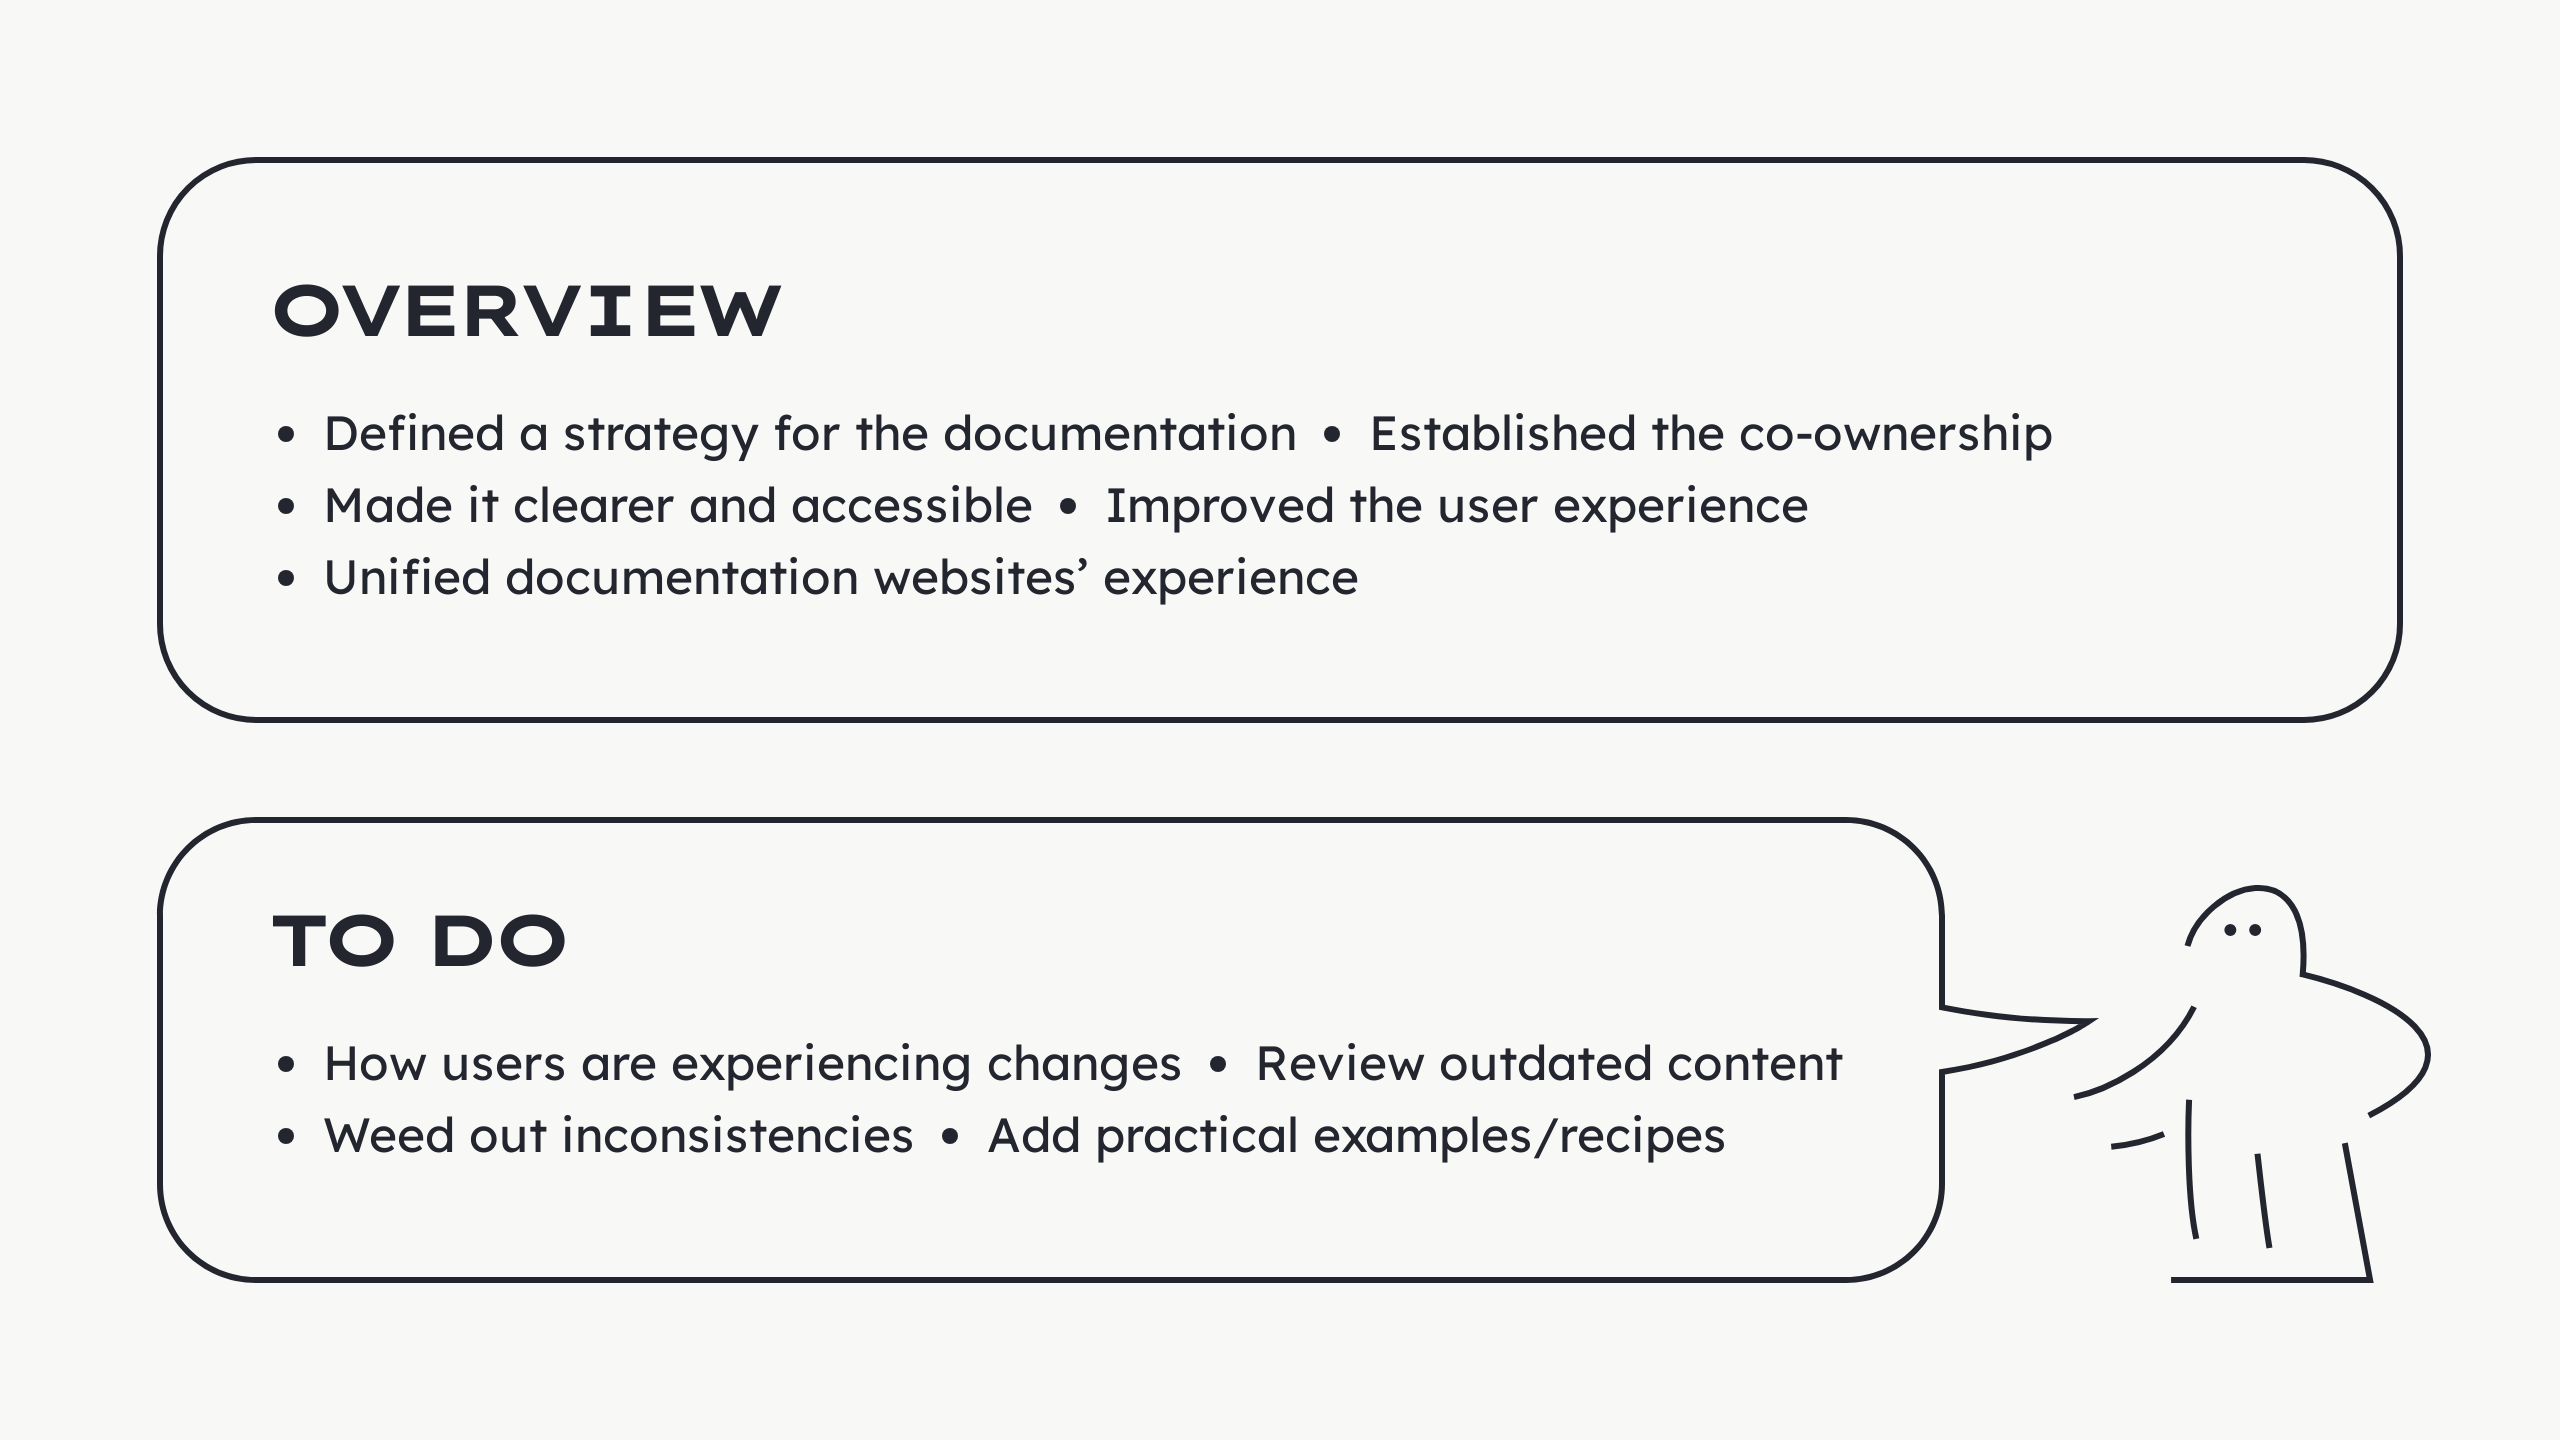 OVERVIEW
• Defined a strategy for the documentation • Established the co-ownership
• Made it clearer and accessible • Improved the user experience
• Unified documentation websites’ experience
TO DO
• How users are experiencing changes • Review outdated content
• Weed out inconsistencies • Add practical examples/recipes